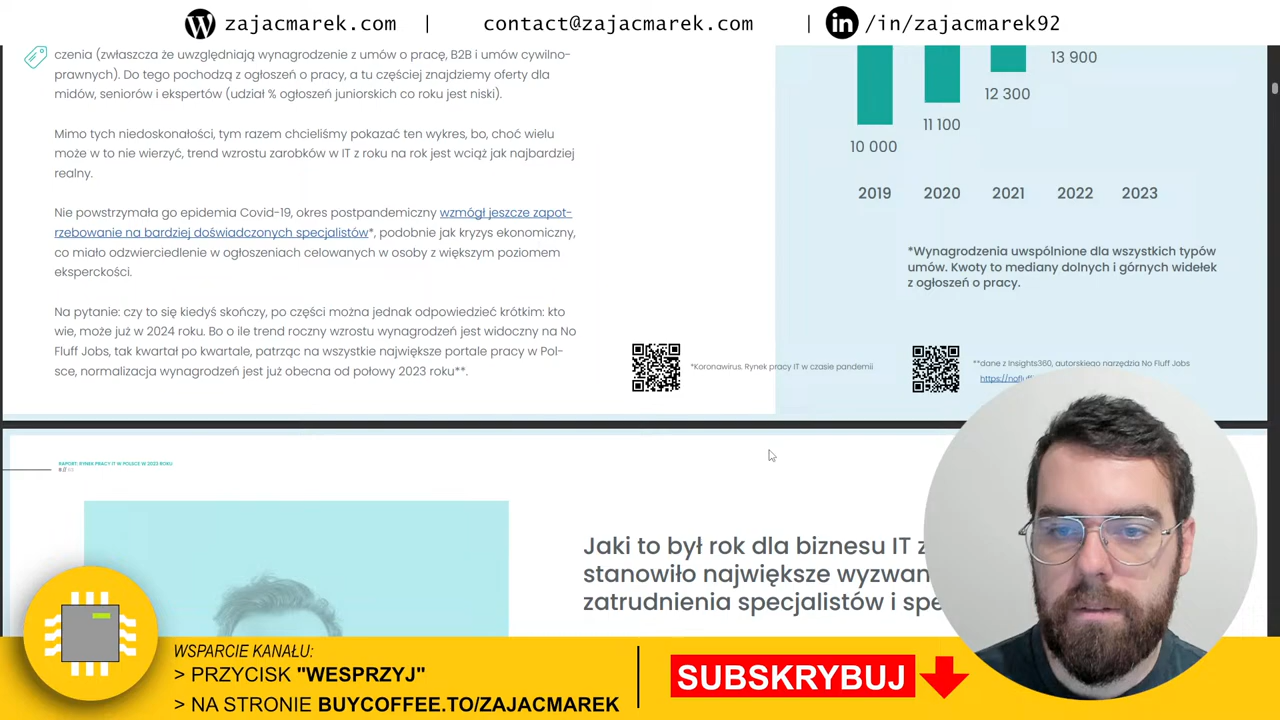 zajacmarek.com | contact@zajacmarek.com | in /in/zajacmarek92
czenia (zwłaszcza że uwzględniają wynagrodzenie z umów o pracę, B2B i umów cywilno-
prawnych). Do tego pochodzą z ogłoszeń o pracy, a tu częściej znajdziemy oferty dla
midów, seniorów i ekspertów (udział % ogłoszeń juniorskich co roku jest niski).
Mimo tych niedoskonałości, tym razem chcieliśmy pokazać ten wykres, bo, choć wielu
może w to nie wierzyć, trend wzrostu zarobków w IT z roku na rok jest wciąż jak najbardziej
realny.
Nie powstrzymała go epidemia Covid-19, okres postpandemiczny wzmógł jeszcze zapot-
rzebowanie na bardziej doświadczonych specjalistów*, podobnie jak kryzys ekonomiczny,
co miało odzwierciedlenie w ogłoszeniach celowanych w osoby z większym poziomem
eksperckości.
Na pytanie: czy to się kiedyś skończy, po części można jednak odpowiedzieć krótkim: kto
wie, może już w 2024 roku. Bo o ile trend roczny wzrostu wynagrodzeń jest widoczny na No
Fluff Jobs, tak kwartał po kwartale, patrząc na wszystkie największe portale pracy w Pol-
sce, normalizacja wynagrodzeń jest już obecna od połowy 2023 roku**.
13 900
12 300
11 100
10 000
2019 2020 2021 2022 2023
*Wynagrodzenia uwspólnione dla wszystkich typów
umów. Kwoty to mediany dolnych i górnych widełek
z ogłoszeń o pracy.
*Koronawirus. Rynek pracy IT w czasie pandemii
**dane z Insights360, autorskiego narzędzia No Fluff Jobs
https://nofluff
RAPORT: RYNEK PRACY IT W POLSCE W 2023 ROKU
Jaki to był rok dla biznesu IT z
stanowiło największe wyzwan
zatrudnienia specjalistów i spe
WSPARCIE KANAŁU:
> PRZYCISK "WESPRZYJ"
> NA STRONIE BUYCOFFEE.TO/ZAJACMAREK
SUBSKRYBUJ